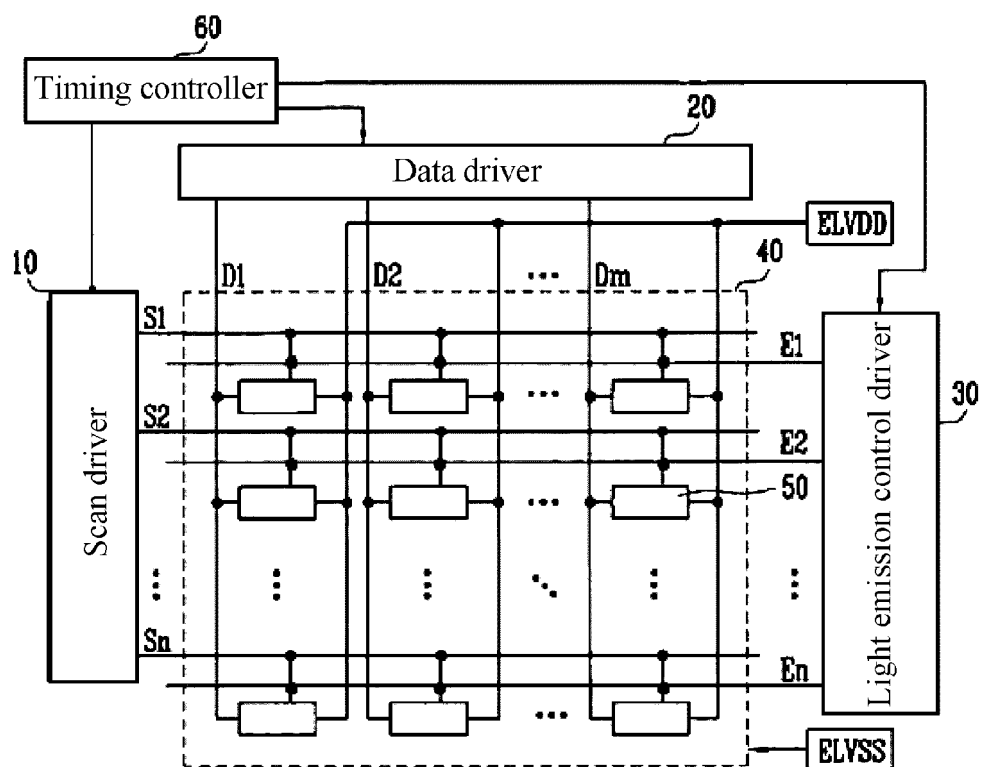 60
Timing controller
20
Data driver
ELVDD
10
D1 D2 ... Dm
40
S1
E1
30
S2
E2
50
Scan driver
Light emission control driver
Sn
En
ELVSS